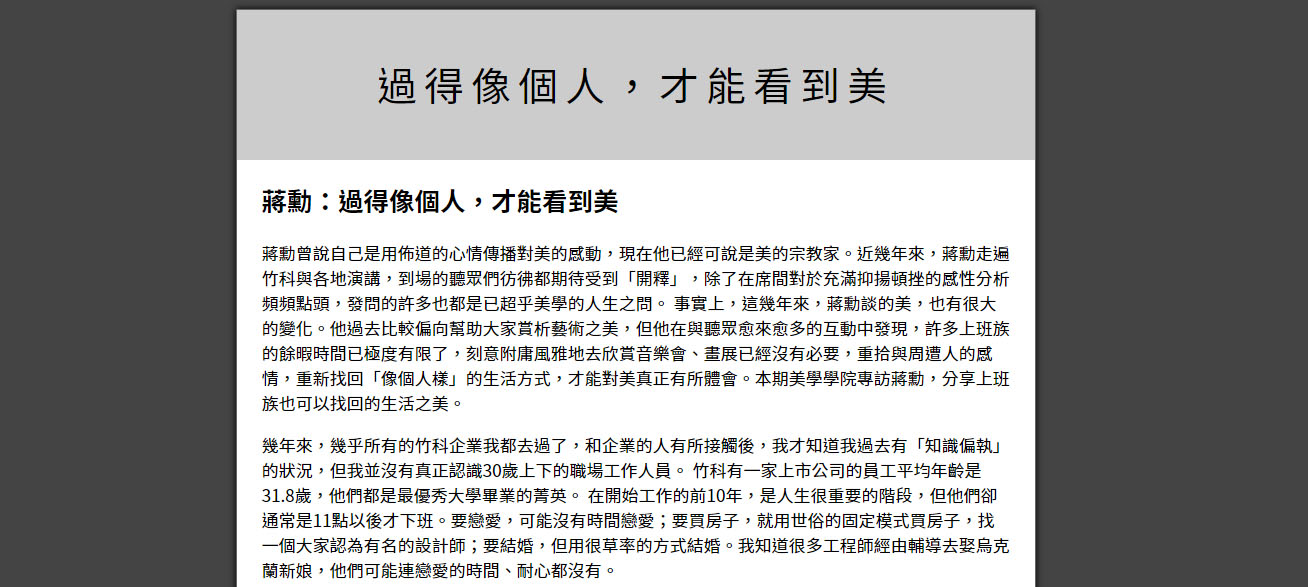 過得像個人，才能看到美
蔣勳：過得像個人，才能看到美
蔣勳曾說自己是用佈道的心情傳播對美的感動，現在他已經可說是美的宗教家。近幾年來，蔣勳走遍
竹科與各地演講，到場的聽眾們彷彿都期待受到「開釋」，除了在席間對於充滿抑揚頓挫的感性分析
頻頻點頭，發問的許多也都是已超乎美學的人生之問。 事實上，這幾年來，蔣勳談的美，也有很大
的變化。他過去比較偏向幫助大家賞析藝術之美，但他在與聽眾愈來愈多的互動中發現，許多上班族
的餘暇時間已極度有限了，刻意附庸風雅地去欣賞音樂會、畫展已經沒有必要，重拾與周遭人的感
情，重新找回「像個人樣」的生活方式，才能對美真正有所體會。本期美學學院專訪蔣勳，分享上班
族也可以找回的生活之美。
幾年來，幾乎所有的竹科企業我都去過了，和企業的人有所接觸後，我才知道我過去有「知識偏執」
的狀況，但我並沒有真正認識30歲上下的職場工作人員。 竹科有一家上市公司的員工平均年齡是
31.8歲，他們都是最優秀大學畢業的菁英。 在開始工作的前10年，是人生很重要的階段，但他們卻
通常是11點以後才下班。要戀愛，可能沒有時間戀愛；要買房子，就用世俗的固定模式買房子，找
一個大家認為有名的設計師；要結婚，但用很草率的方式結婚。我知道很多工程師經由輔導去娶烏克
蘭新娘，他們可能連戀愛的時間、耐心都沒有。